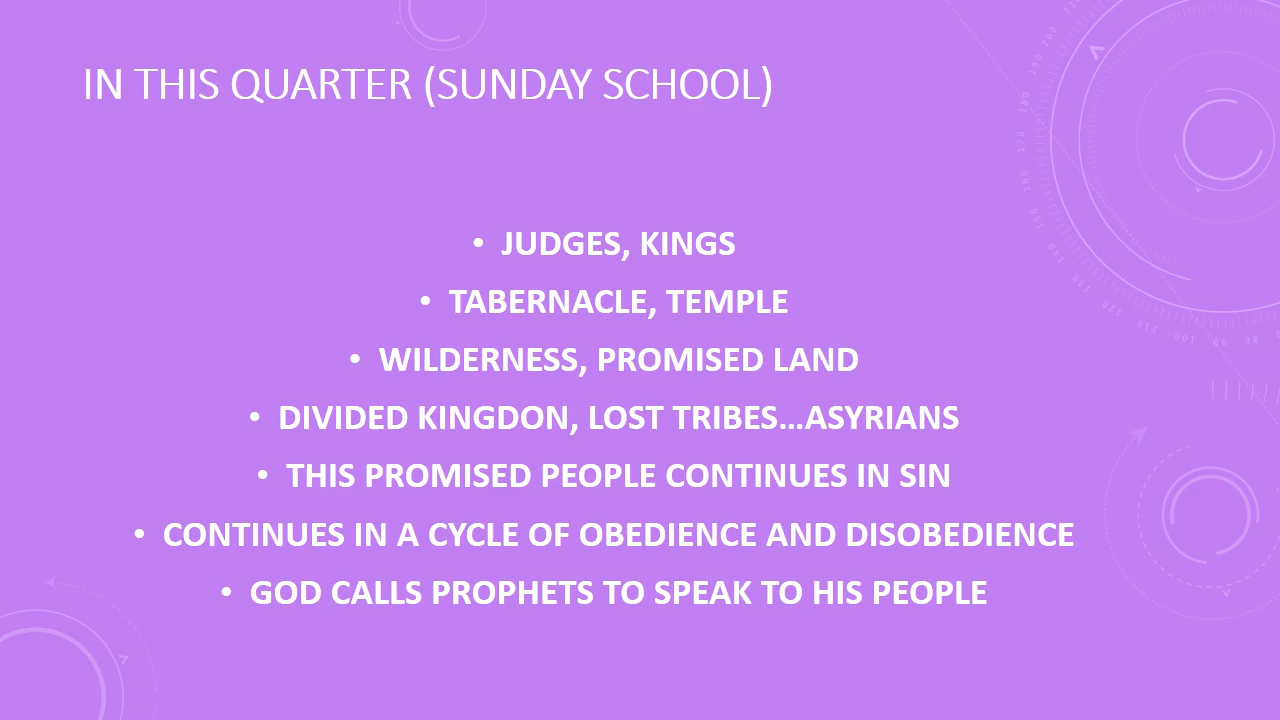 IN THIS QUARTER (SUNDAY SCHOOL)
• JUDGES, KINGS
• TABERNACLE, TEMPLE
• WILDERNESS, PROMISED LAND
• DIVIDED KINGDON, LOST TRIBES...ASYRIANS
• THIS PROMISED PEOPLE CONTINUES IN SIN
• CONTINUES IN A CYCLE OF OBEDIENCE AND DISOBEDIENCE
• GOD CALLS PROPHETS TO SPEAK TO HIS PEOPLE